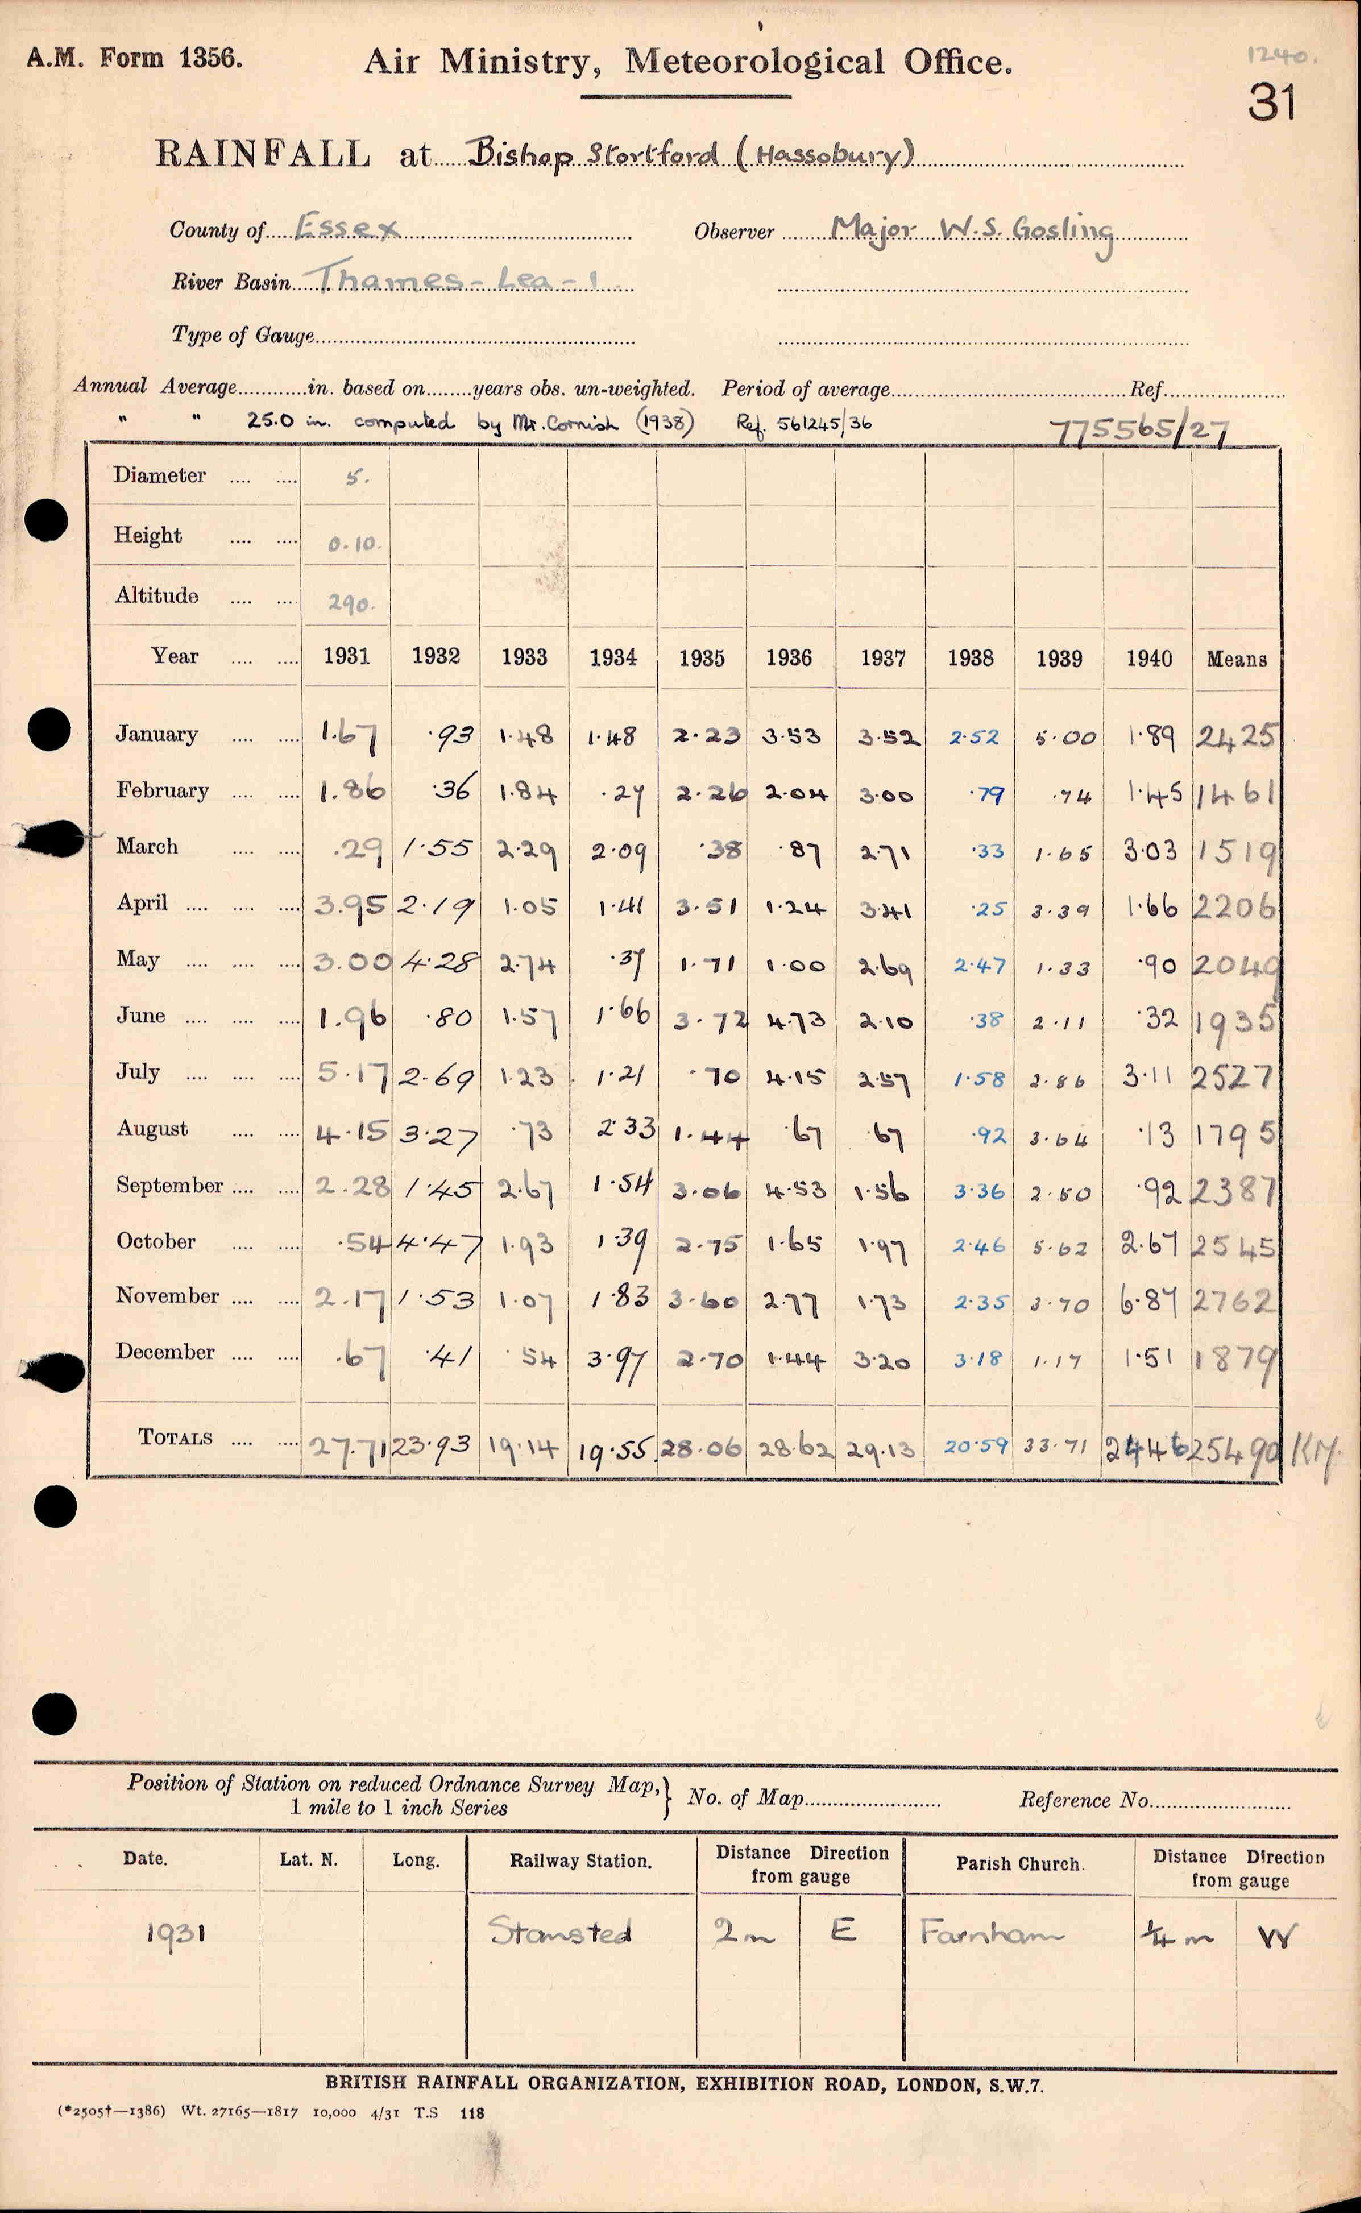 A.M. Form 1356.
Air Ministry, Meteorological Office.
1240.
31
RAINFALL at Bishop Stortford (Hassobury)
County of Essex Observer Major W.S. Gosling
River Basin Thames - Lea - 1
Type of Gauge
Annual Average in. based on years obs. un-weighted. Period of average Ref.
" " 25.0 in. computed by Mr. Cornish (1938) Ref. 561245/36 775565/27
Diameter 5.
Height 0.10.
Altitude 290.
Year 1931 1932 1933 1934 1935 1936 1937 1938 1939 1940 Means
January 1.67 .93 1.48 1.48 2.23 3.53 3.52 2.52 5.00 1.89 2425
February 1.86 .36 1.84 .27 2.26 2.04 3.00 .79 .74 1.45 1461
March .29 1.55 2.29 2.09 .38 .87 2.71 .33 1.65 3.03 1519
April 3.95 2.19 1.05 1.41 3.51 1.24 3.41 .25 3.39 1.66 2206
May 3.00 4.28 2.74 .37 1.71 1.00 2.69 2.47 1.33 .90 2049
June 1.96 .80 1.57 1.66 3.72 4.73 2.10 .38 2.11 .32 1935
July 5.17 2.69 1.23 1.21 .70 4.15 2.57 1.58 2.86 3.11 2527
August 4.15 3.27 .73 2.33 1.44 .67 .67 .92 3.64 .13 1795
September 2.28 1.45 2.67 1.54 3.06 4.53 1.56 3.36 2.50 .92 2387
October .54 4.47 1.93 1.39 2.75 1.65 1.97 2.46 5.62 2.67 2545
November 2.17 1.53 1.07 1.83 3.60 2.77 1.73 2.35 3.70 6.87 2762
December .67 .41 .54 3.97 2.70 1.44 3.20 3.18 1.17 1.51 1879
TOTALS 27.71 23.93 19.14 19.55 28.06 28.62 29.13 20.59 33.71 24.46 25490
Position of Station on reduced Ordnance Survey Map, } No. of Map Reference No.
1 mile to 1 inch Series
Date. Lat. N. Long. Railway Station. Distance Direction from gauge Parish Church. Distance Direction from gauge
1931 Stansted 2m E Farnham 1/4 m W
BRITISH RAINFALL ORGANIZATION, EXHIBITION ROAD, LONDON, S.W.7.
(*2505†—1386) Wt. 27165—1817 10,000 4/31 T.S 118